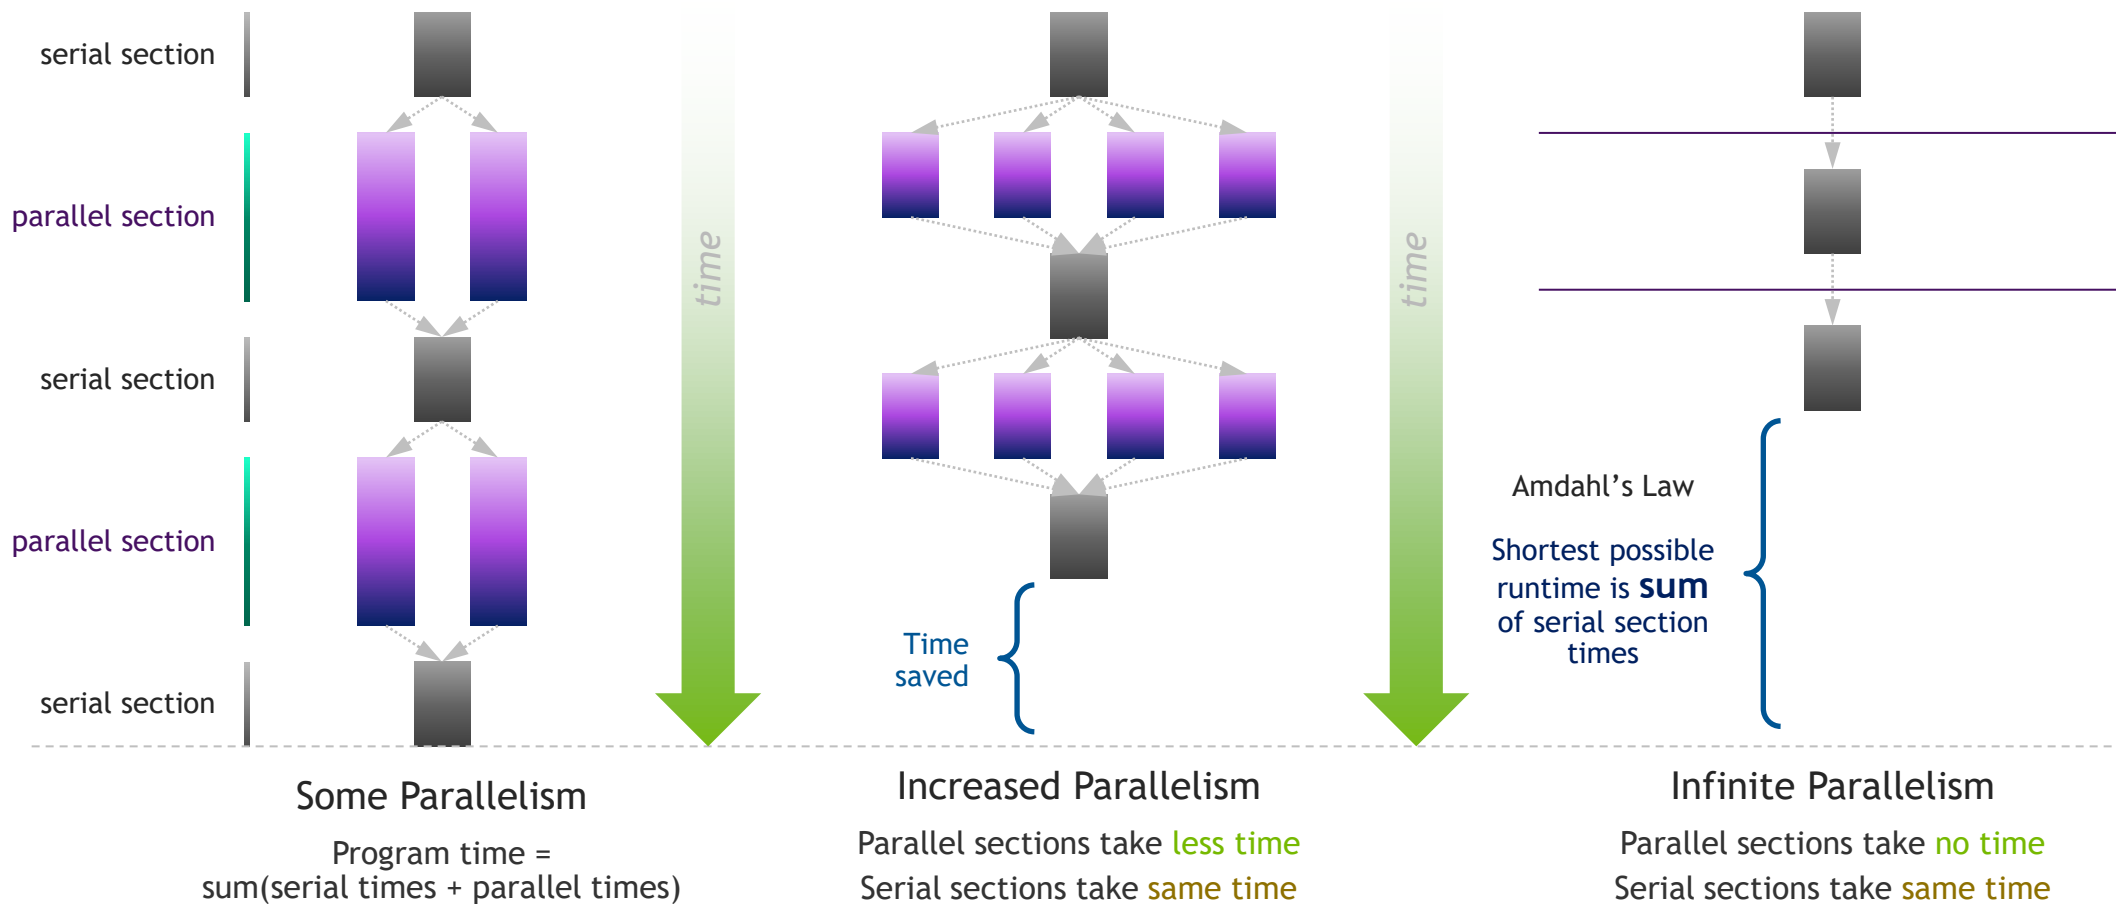 serial section
parallel section
serial section
parallel section
serial section
time
time
Time
saved
Amdahl’s Law
Shortest possible
runtime is sum
of serial section
times
Some Parallelism
Program time =
sum(serial times + parallel times)
Increased Parallelism
Parallel sections take less time
Serial sections take same time
Infinite Parallelism
Parallel sections take no time
Serial sections take same time